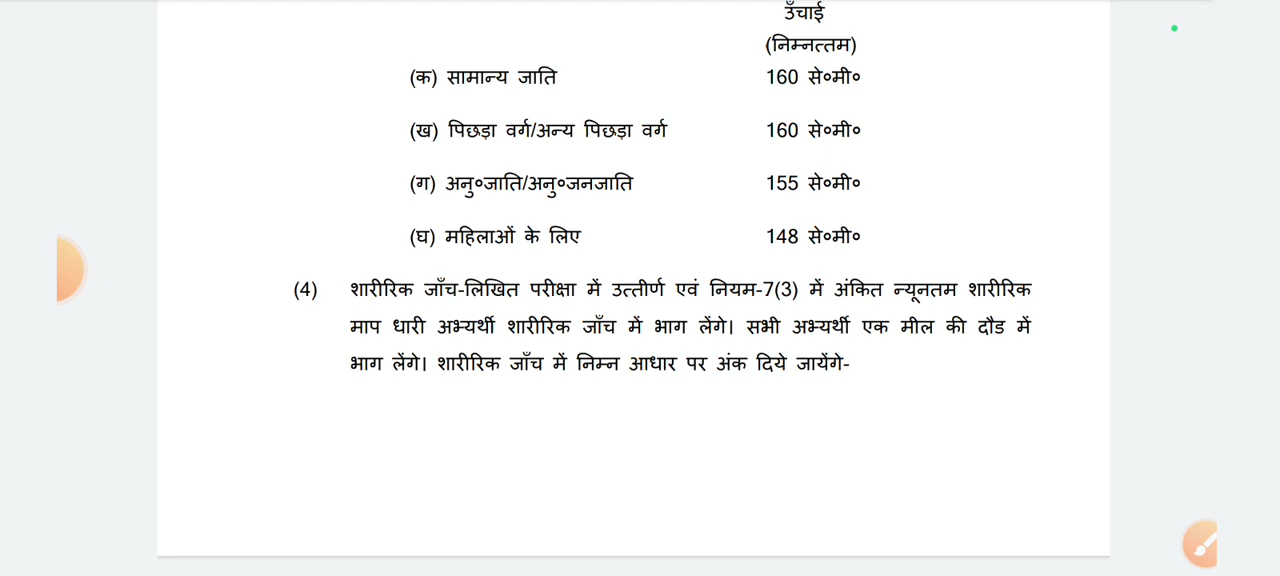 उँचाई
(निम्नत्तम)
(क) सामान्य जाति 160 से०मी०
(ख) पिछड़ा वर्ग/अन्य पिछड़ा वर्ग 160 से०मी०
(ग) अनु०जाति/अनु०जनजाति 155 से०मी०
(घ) महिलाओं के लिए 148 से०मी०
(4) शारीरिक जाँच-लिखित परीक्षा में उत्तीर्ण एवं नियम-7(3) में अंकित न्यूनतम शारीरिक
माप धारी अभ्यर्थी शारीरिक जाँच में भाग लेंगे। सभी अभ्यर्थी एक मील की दौड में
भाग लेंगे। शारीरिक जाँच में निम्न आधार पर अंक दिये जायेंगे-